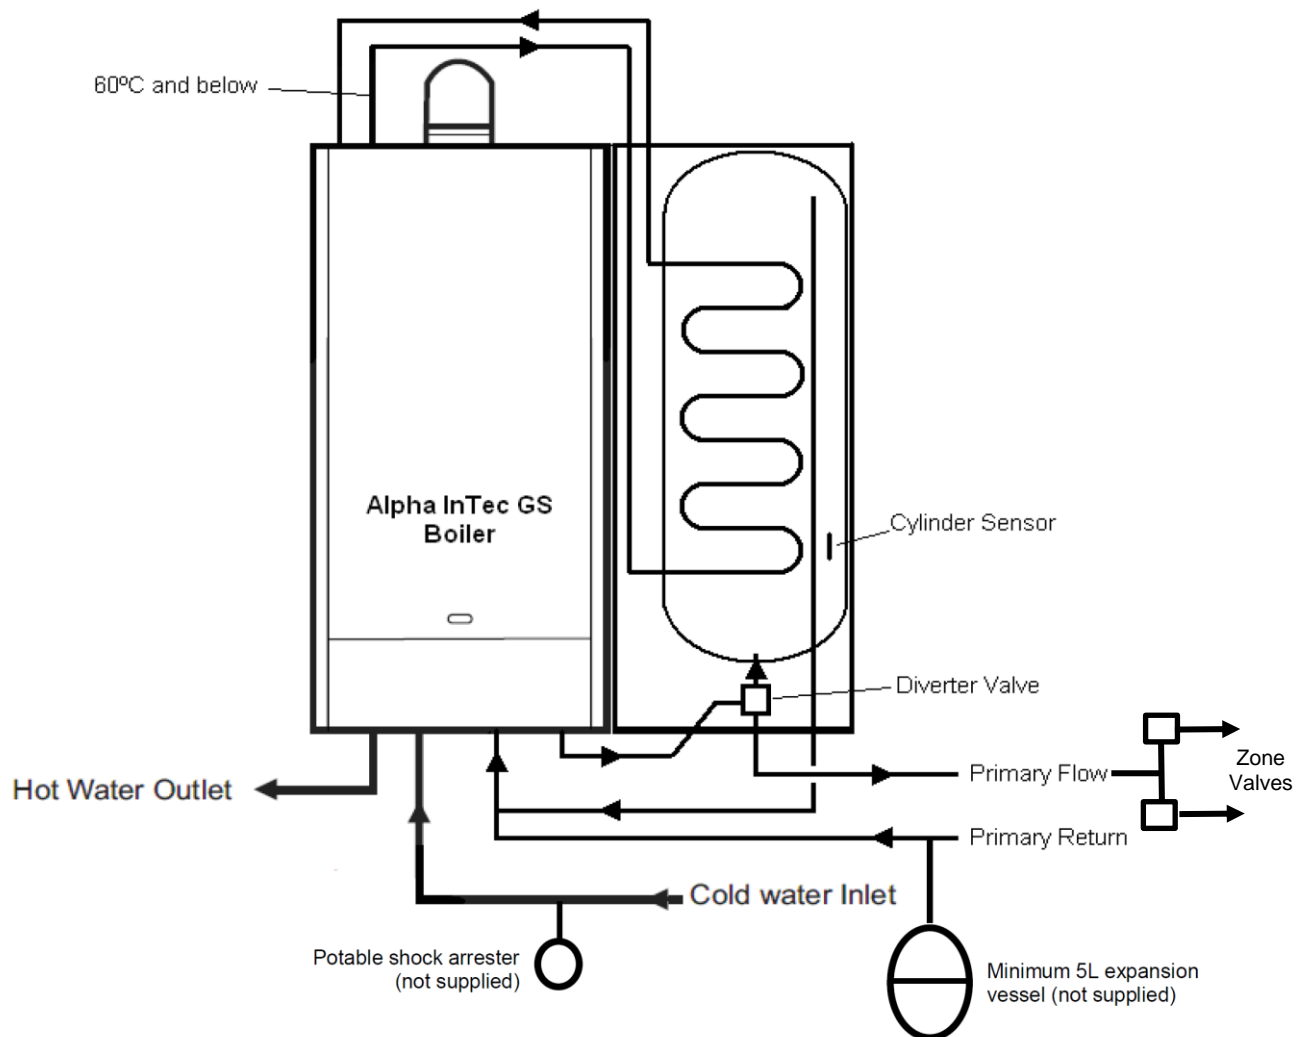 60ºC and below
Alpha InTec GS
Boiler
Cylinder Sensor
Diverter Valve
Hot Water Outlet
Primary Flow
Zone
Valves
Primary Return
Cold water Inlet
Potable shock arrester
(not supplied)
Minimum 5L expansion
vessel (not supplied)